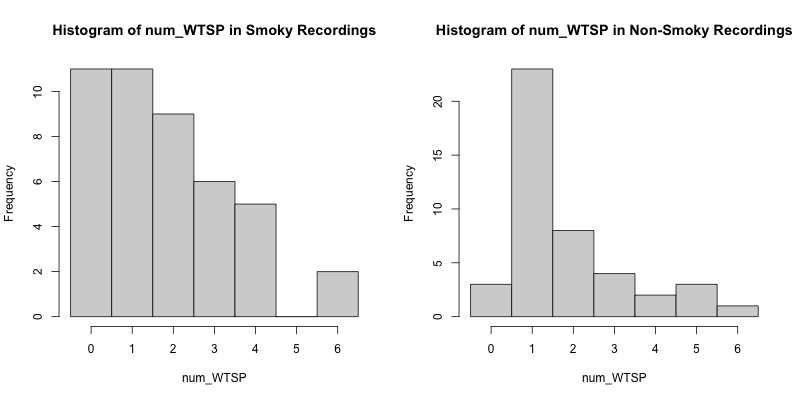 Histogram of num_WTSP in Smoky Recordings
Frequency
10
8
6
4
2
0
0 1 2 3 4 5 6
num_WTSP
Histogram of num_WTSP in Non-Smoky Recordings
Frequency
20
15
10
5
0
0 1 2 3 4 5 6
num_WTSP